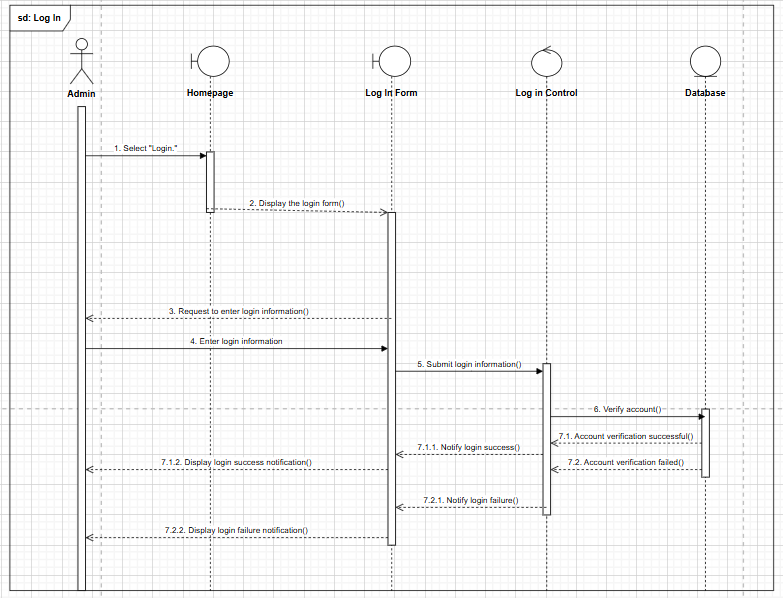 sd: Log In
Admin
Homepage
Log In Form
Log in Control
Database
1. Select "Login."
2. Display the login form()
3. Request to enter login information()
4. Enter login information
5. Submit login information()
6. Verify account()
7.1. Account verification successful()
7.1.1. Notify login success()
7.1.2. Display login success notification()
7.2. Account verification failed()
7.2.1. Notify login failure()
7.2.2. Display login failure notification()